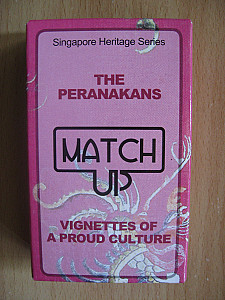 Singapore Heritage Series
THE
PERANAKANS
MATCH
UP
VIGNETTES OF
A PROUD CULTURE